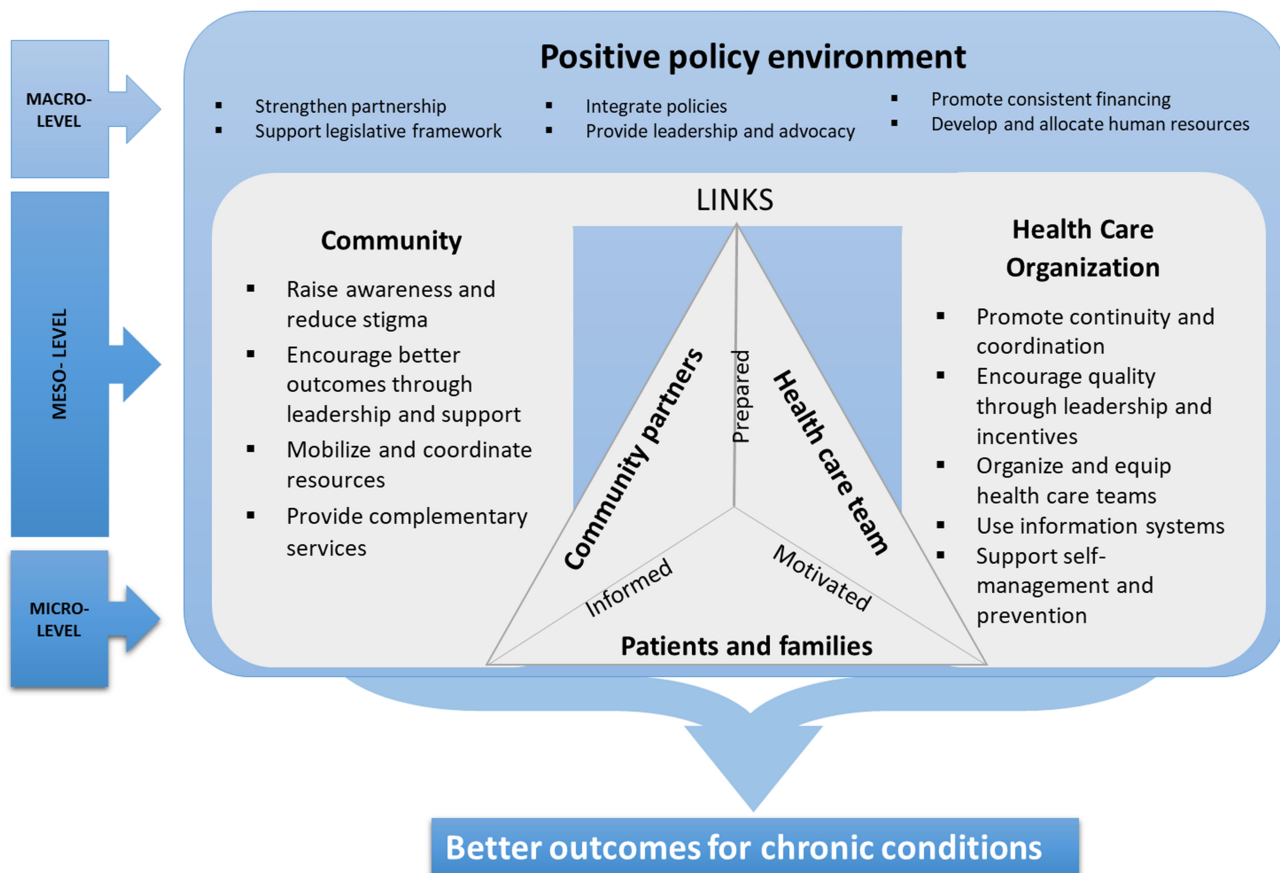 Positive policy environment
MACRO-
LEVEL
▪ Strengthen partnership
▪ Support legislative framework
▪ Integrate policies
▪ Provide leadership and advocacy
▪ Promote consistent financing
▪ Develop and allocate human resources
MESO- LEVEL
LINKS
Community
▪ Raise awareness and
reduce stigma
▪ Encourage better
outcomes through
leadership and support
▪ Mobilize and coordinate
resources
▪ Provide complementary
services
Community partners
Prepared
Health care team
Informed
Motivated
Patients and families
Health Care
Organization
▪ Promote continuity and
coordination
▪ Encourage quality
through leadership and
incentives
▪ Organize and equip
health care teams
▪ Use information systems
▪ Support self-
management and
prevention
MICRO-
LEVEL
Better outcomes for chronic conditions